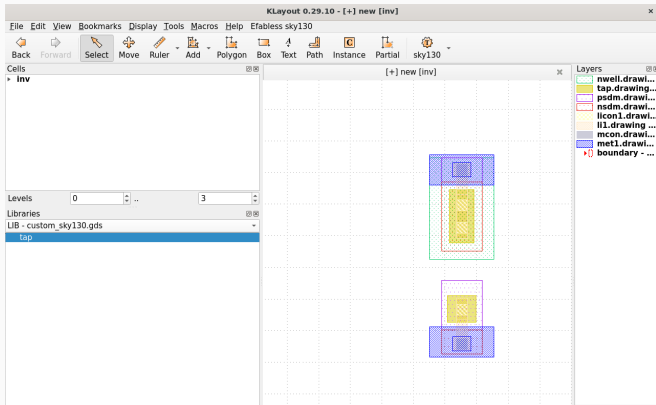 KLayout 0.29.10 - [+] new [inv]
File Edit View Bookmarks Display Tools Macros Help Efabless sky130
Back Forward Select Move Ruler Add Polygon Box Text Path Instance Partial sky130
Cells
inv
Levels 0 .. 3
Libraries
LIB - custom_sky130.gds
tap
[+] new [inv]
Layers
nwell.drawi...
tap.drawing...
psdm.drawi...
nsdm.drawi...
licon1.drawi...
li1.drawing ...
mcon.drawi...
met1.drawi...
boundary - ...